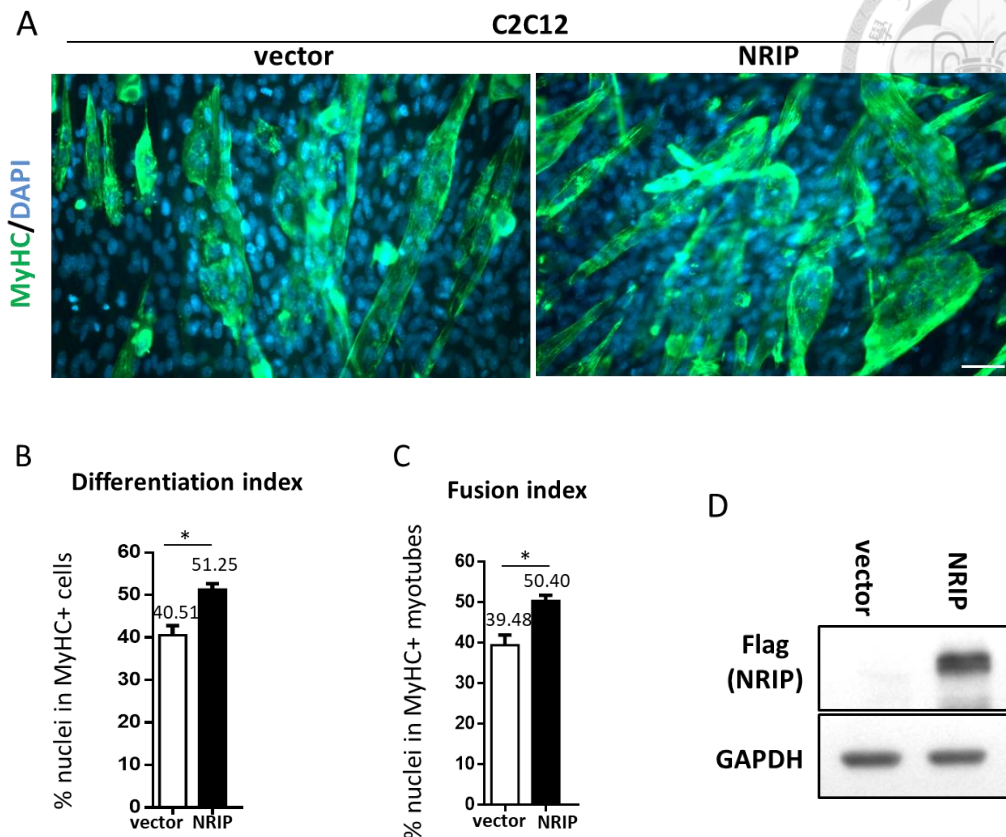 A
C2C12
vector
NRIP
MyHC/DAPI
B
Differentiation index
% nuclei in MyHC+ cells
60
50
40
30
20
10
0
*
40.51
51.25
vector NRIP
C
Fusion index
% nuclei in MyHC+ myotubes
60
50
40
30
20
10
0
*
39.48
50.40
vector NRIP
D
vector
NRIP
Flag
(NRIP)
GAPDH